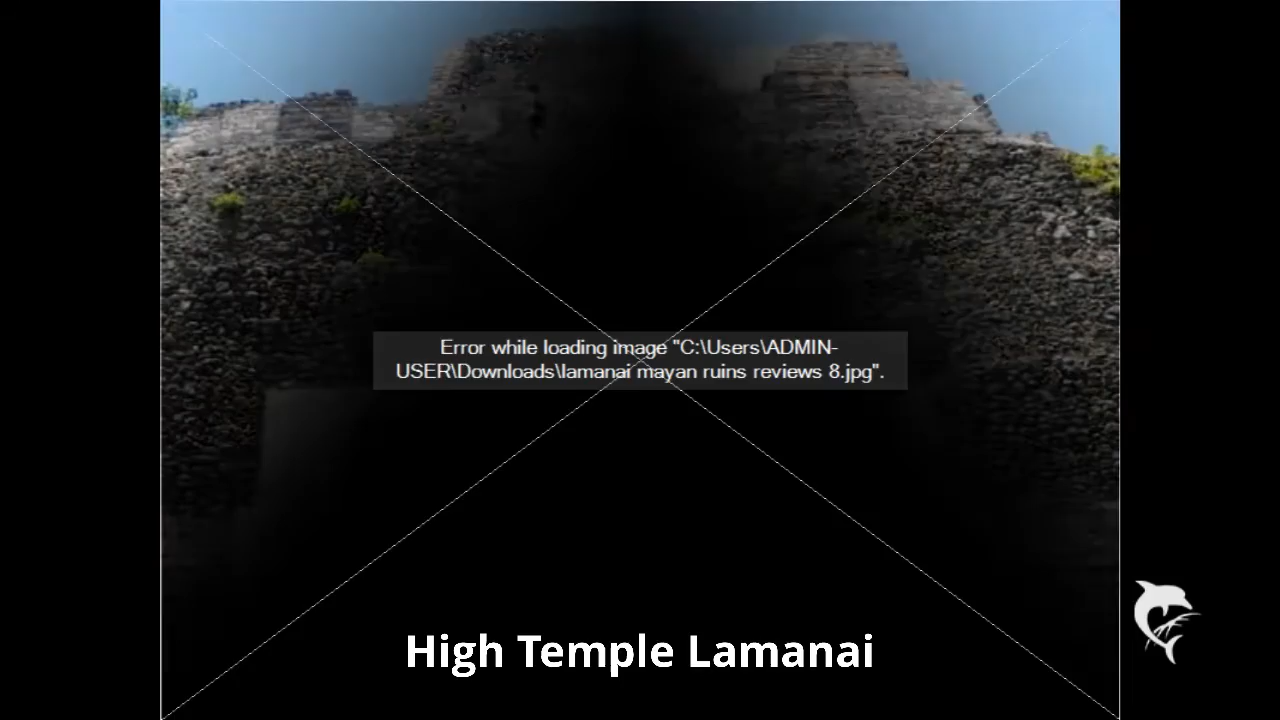 Error while loading image "C:\Users\ADMIN-
USER\Downloads\lamanai mayan ruins reviews 8.jpg".
High Temple Lamanai